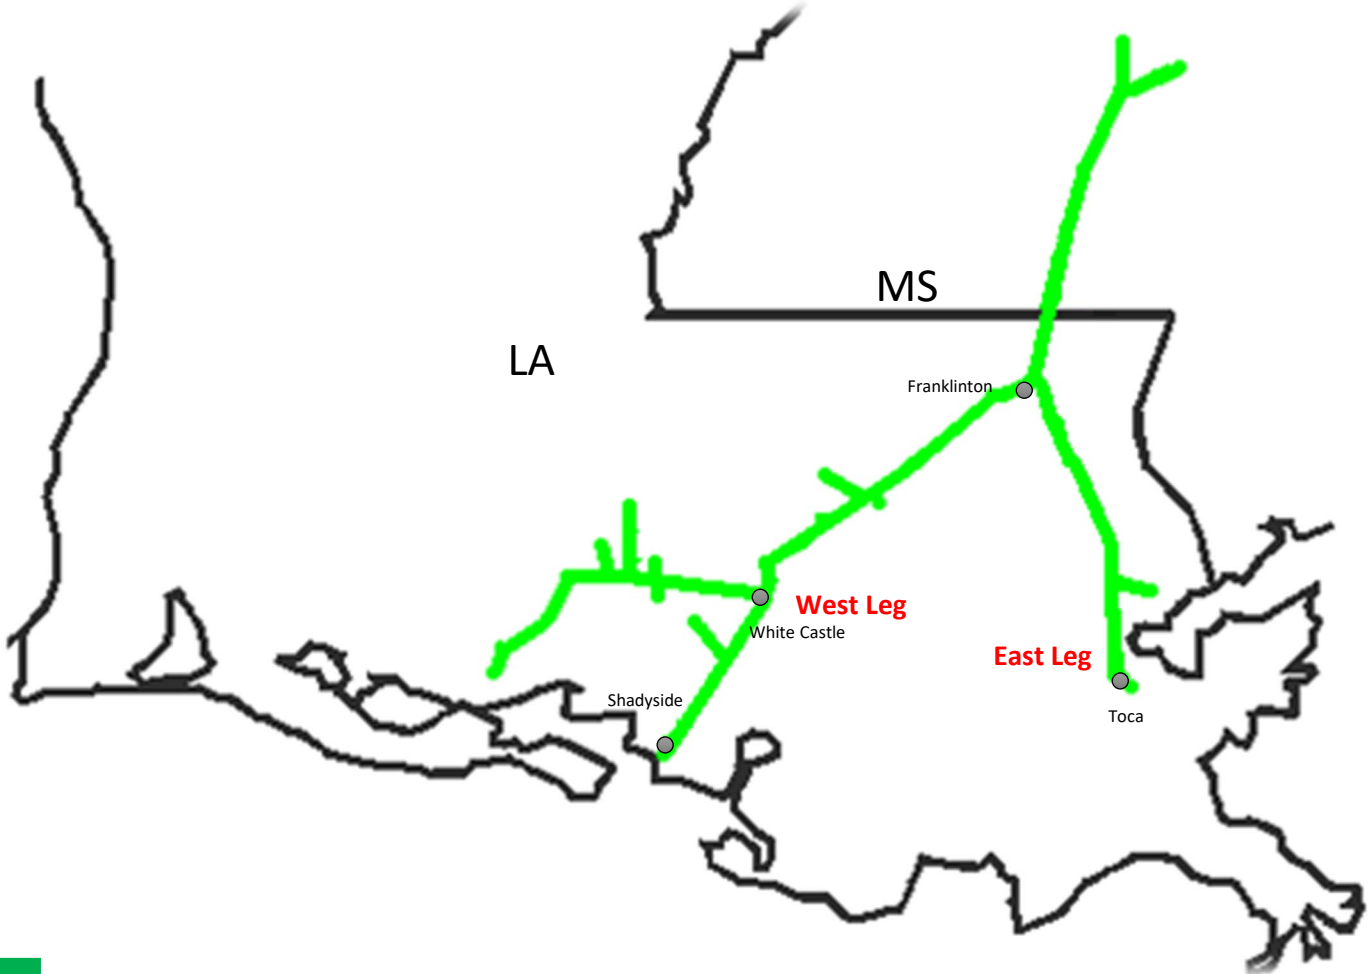 MS
LA
Franklinton
West Leg
White Castle
East Leg
Shadyside
Toca